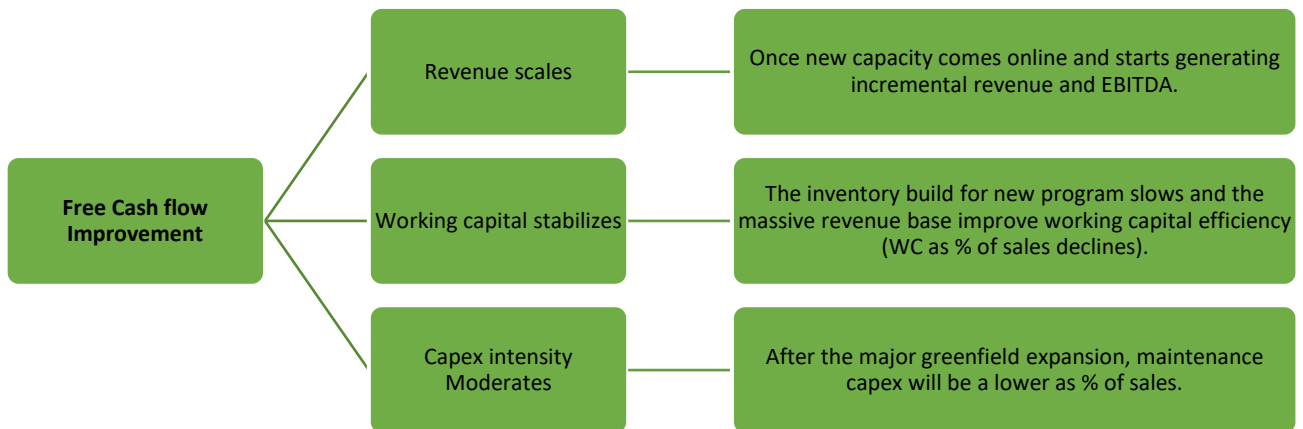 Free Cash flow
Improvement
Revenue scales
Once new capacity comes online and starts generating
incremental revenue and EBITDA.
Working capital stabilizes
The inventory build for new program slows and the
massive revenue base improve working capital efficiency
(WC as % of sales declines).
Capex intensity
Moderates
After the major greenfield expansion, maintenance
capex will be a lower as % of sales.